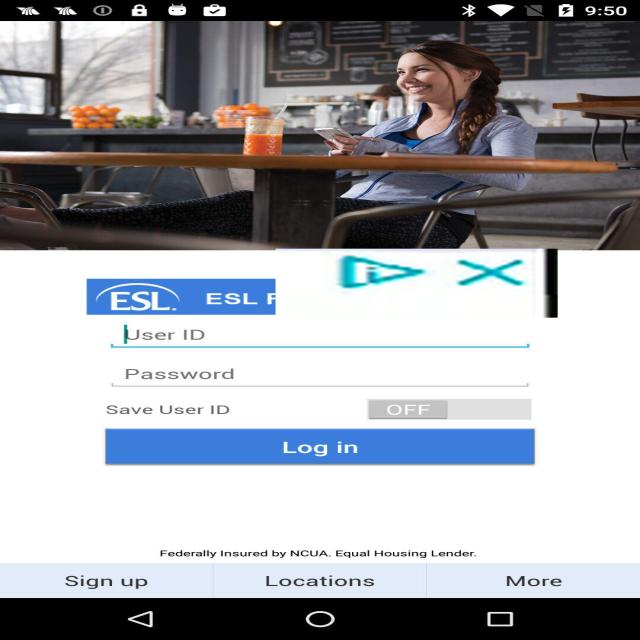 9:50
ESL ESL F
User ID
Password
Save User ID OFF
Log in
Federally Insured by NCUA. Equal Housing Lender.
Sign up Locations More